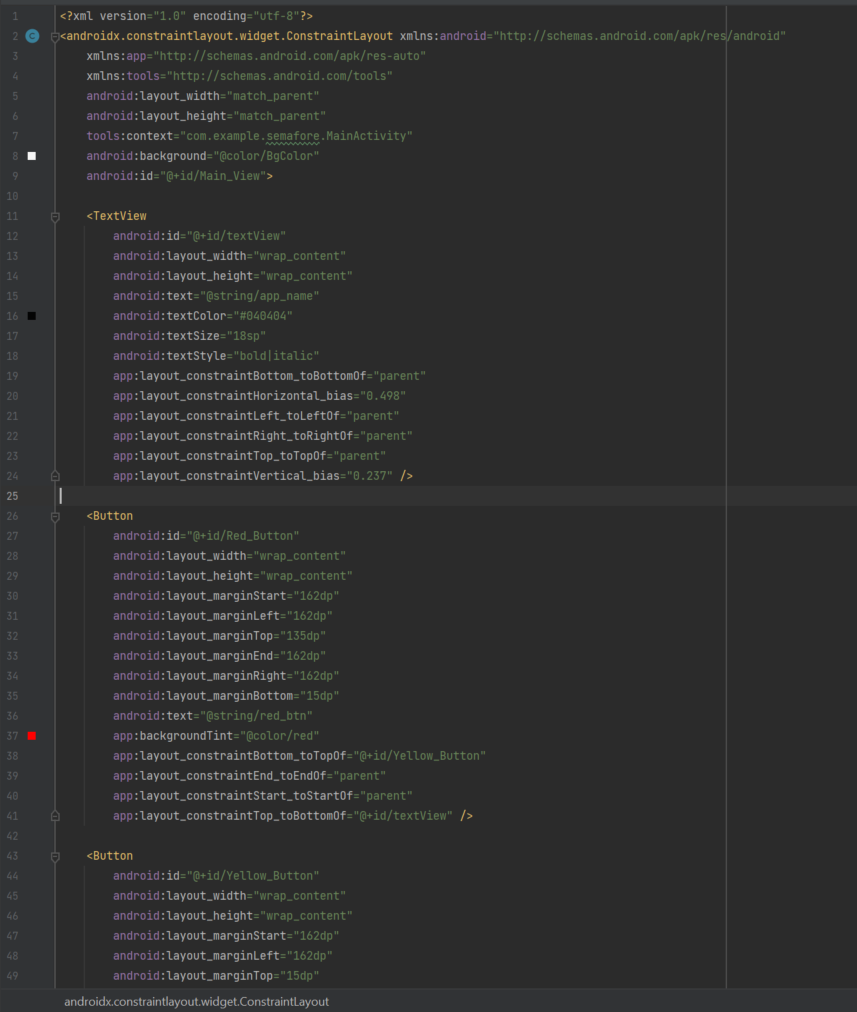 1 <?xml version="1.0" encoding="utf-8"?>
2 C <androidx.constraintlayout.widget.ConstraintLayout xmlns:android="http://schemas.android.com/apk/res/android"
3 xmlns:app="http://schemas.android.com/apk/res-auto"
4 xmlns:tools="http://schemas.android.com/tools"
5 android:layout_width="match_parent"
6 android:layout_height="match_parent"
7 tools:context="com.example.semafore.MainActivity"
8 android:background="@color/BgColor"
9 android:id="@+id/Main_View">
10
11 <TextView
12 android:id="@+id/textView"
13 android:layout_width="wrap_content"
14 android:layout_height="wrap_content"
15 android:text="@string/app_name"
16 android:textColor="#040404"
17 android:textSize="18sp"
18 android:textStyle="bold|italic"
19 app:layout_constraintBottom_toBottomOf="parent"
20 app:layout_constraintHorizontal_bias="0.498"
21 app:layout_constraintLeft_toLeftOf="parent"
22 app:layout_constraintRight_toRightOf="parent"
23 app:layout_constraintTop_toTopOf="parent"
24 app:layout_constraintVertical_bias="0.237" />
25
26 <Button
27 android:id="@+id/Red_Button"
28 android:layout_width="wrap_content"
29 android:layout_height="wrap_content"
30 android:layout_marginStart="162dp"
31 android:layout_marginLeft="162dp"
32 android:layout_marginTop="135dp"
33 android:layout_marginEnd="162dp"
34 android:layout_marginRight="162dp"
35 android:layout_marginBottom="15dp"
36 android:text="@string/red_btn"
37 app:backgroundTint="@color/red"
38 app:layout_constraintBottom_toTopOf="@+id/Yellow_Button"
39 app:layout_constraintEnd_toEndOf="parent"
40 app:layout_constraintStart_toStartOf="parent"
41 app:layout_constraintTop_toBottomOf="@+id/textView" />
42
43 <Button
44 android:id="@+id/Yellow_Button"
45 android:layout_width="wrap_content"
46 android:layout_height="wrap_content"
47 android:layout_marginStart="162dp"
48 android:layout_marginLeft="162dp"
49 android:layout_marginTop="15dp"
androidx.constraintlayout.widget.ConstraintLayout